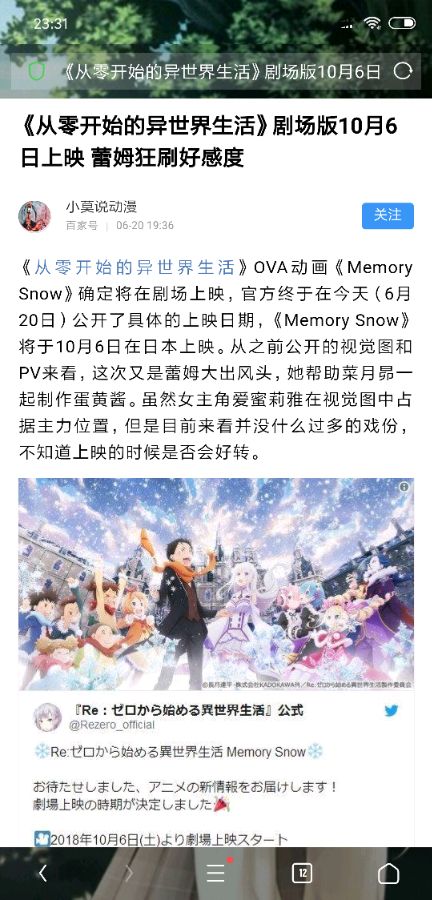 23:31
《从零开始的异世界生活》剧场版10月6日
《从零开始的异世界生活》剧场版10月6
日上映 蕾姆狂刷好感度
小莫说动漫
百家号 | 06-20 19:36
关注
《从零开始的异世界生活》OVA动画《Memory
Snow》确定将在剧场上映，官方终于在今天（6月
20日）公开了具体的上映日期，《Memory Snow》
将于10月6日在日本上映。从之前公开的视觉图和
PV来看，这次又是蕾姆大出风头，她帮助菜月昴一
起制作蛋黄酱。虽然女主角爱蜜莉雅在视觉图中占
据主力位置，但是目前来看并没什么过多的戏份，
不知道上映的时候是否会好转。
©長月達平・株式会社KADOKAWA刊／Re:ゼロから始める異世界生活製作委員会
『Re：ゼロから始める異世界生活』公式
@Rezero_official
Re:ゼロから始める異世界生活 Memory Snow
お待たせしました、アニメの新情報をお届けします！
劇場上映の時期が決定しました
2018年10月6日(土)より劇場上映スタート
12